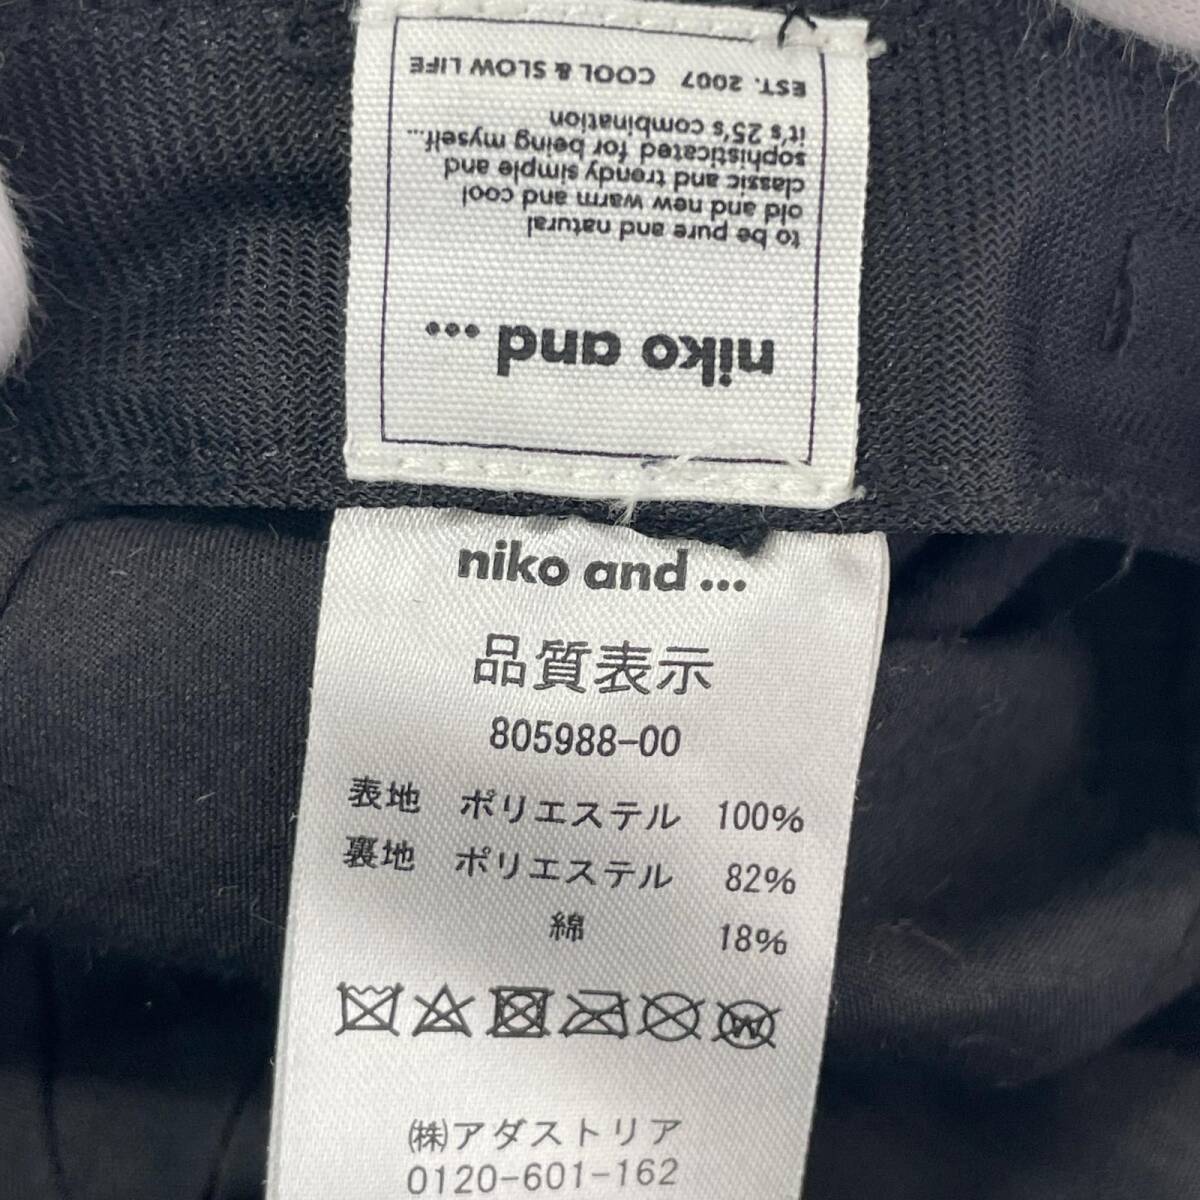 niko and ...
to be pure and natural
old and new warm and cool
classic and trendy simple and
sophisticated for being myself...
it's 25's combination
EST. 2007 COOL & SLOW LIFE
niko and ...
品質表示
805988-00
表地 ポリエステル 100%
裏地 ポリエステル 82%
綿 18%
W
㈱アダストリア
0120-601-162